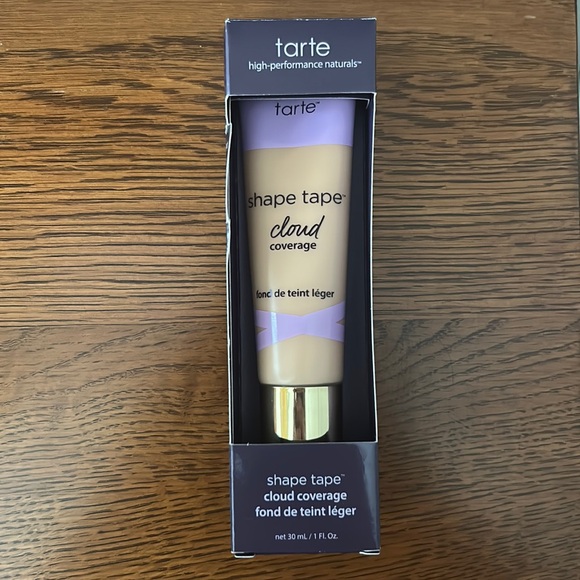 tarte
high-performance naturals™
tarte™
shape tape™
cloud
coverage
fond de teint léger
shape tape™
cloud coverage
fond de teint léger
net 30 mL / 1 Fl. Oz.